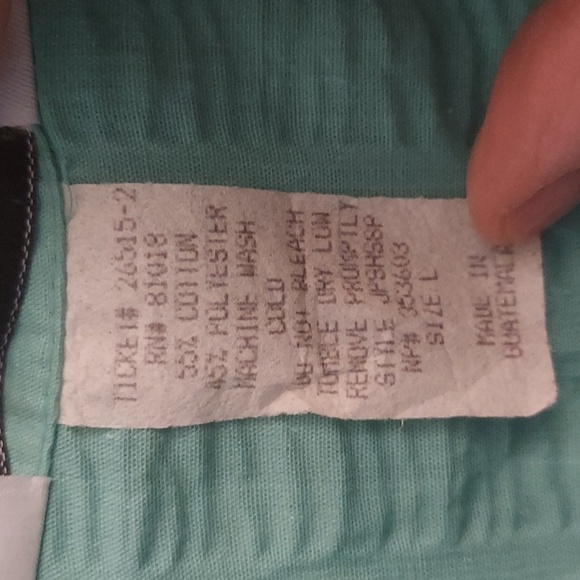 TICKET# 26515-2
RN# 81018
55% COTTON
45% POLYESTER
MACHINE WASH
COLD
DO NOT BLEACH
TUMBLE DRY LOW
REMOVE PROMPTLY
STYLE JPSHSSP
NP# 353603
SIZE L
MADE IN
GUATEMALA